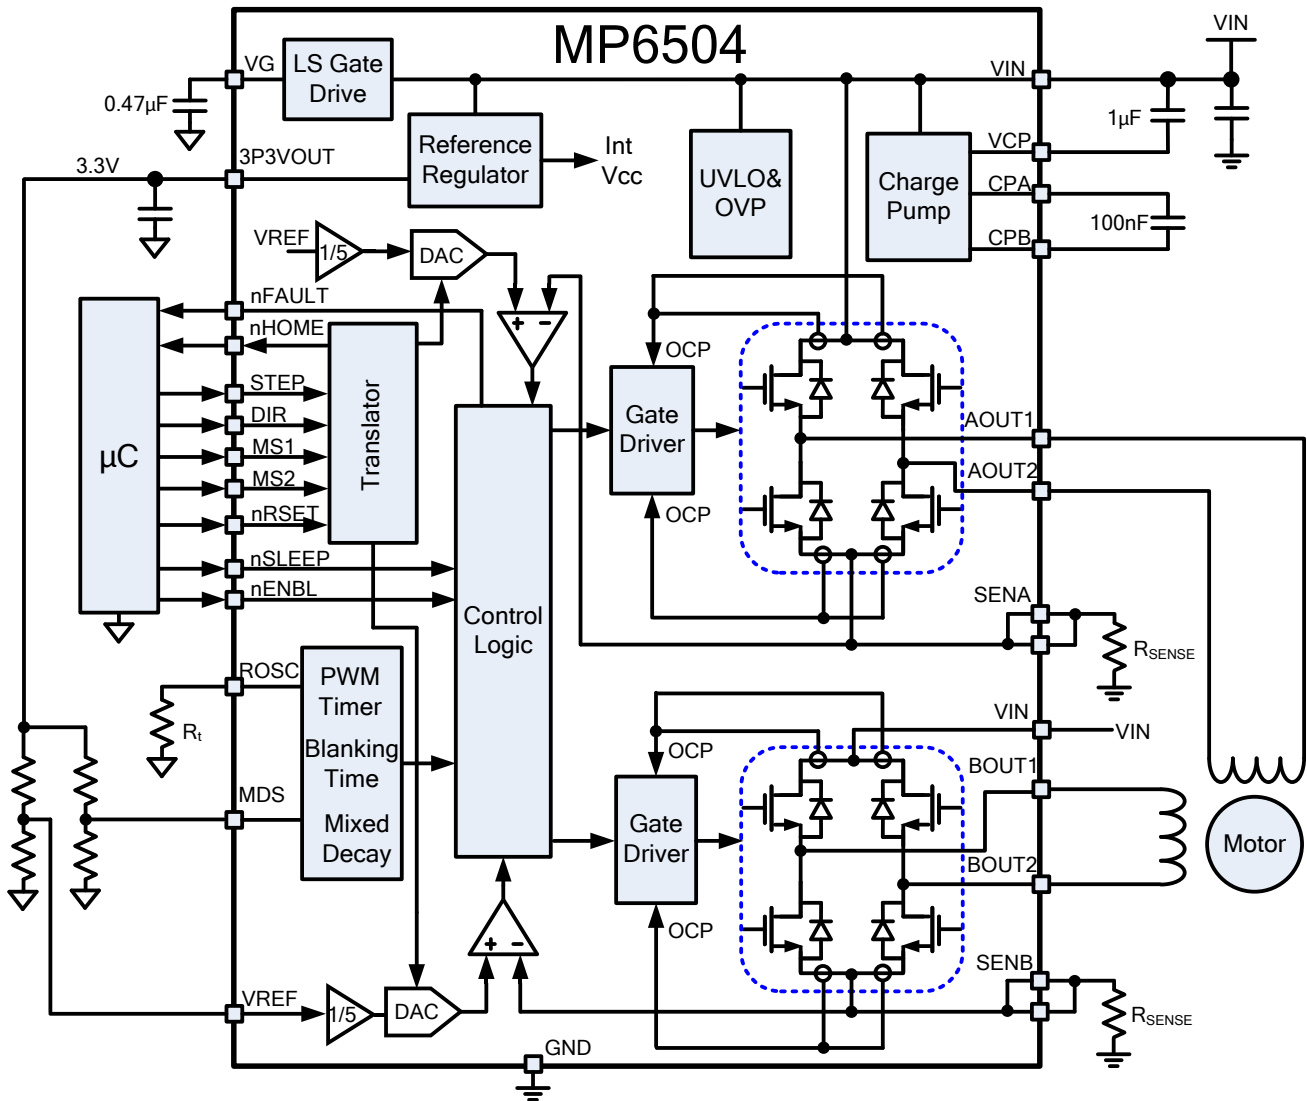 MP6504
VIN
VG
LS Gate
Drive
VIN
0.47µF
1µF
Reference
Regulator
Int
Vcc
UVLO&
OVP
Charge
Pump
VCP
CPA
CPB
100nF
3.3V
3P3VOUT
VREF
1/5
DAC
+ -
nFAULT
nHOME
STEP
DIR
MS1
MS2
nRSET
nSLEEP
nENBL
µC
Translator
OCP
Gate
Driver
OCP
AOUT1
AOUT2
Control
Logic
SENA
RSENSE
ROSC
Rt
PWM
Timer
Blanking
Time
Mixed
Decay
MDS
OCP
Gate
Driver
OCP
VIN
VIN
BOUT1
BOUT2
Motor
+ -
VREF
1/5
DAC
SENB
RSENSE
GND